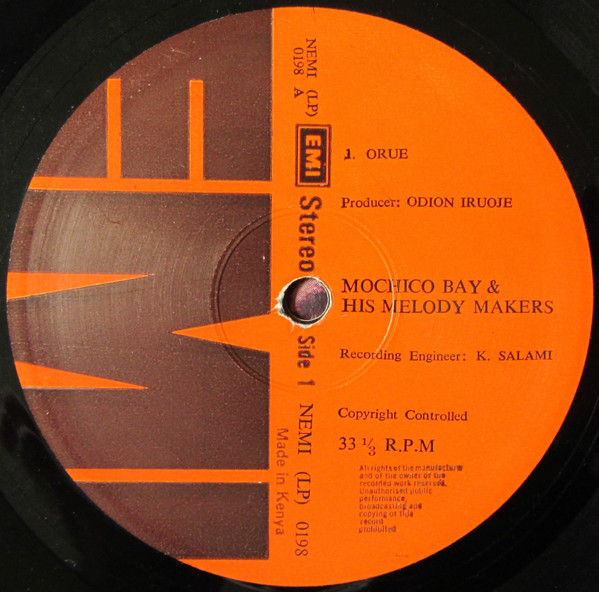 NEMI (LP)
0198 A
EMI
Stereo
Side 1
NEMI (LP) 0198
Made in Kenya
1. ORUE
Producer: ODION IRUOJE
MOCHICO BAY &
HIS MELODY MAKERS
Recording Engineer: K. SALAMI
Copyright Controlled
33 1/3 R.P.M
All rights of the manufacturer
and of the owner of the
recorded work reserved.
Unauthorised public
performance,
broadcasting and
copying of this
record
prohibited